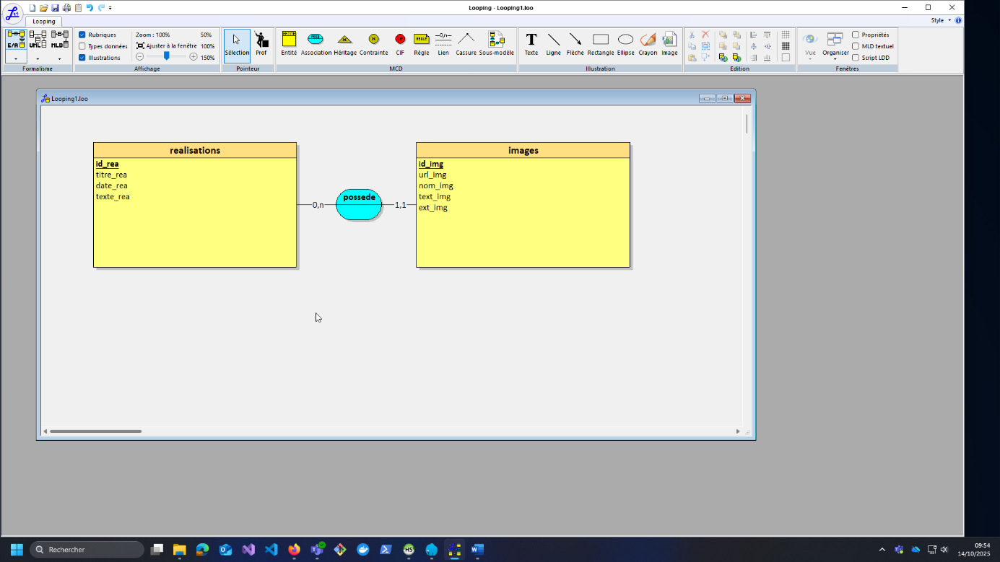 Looping - Looping1.loo
Looping
Style
Rubriques
Types données
Illustrations
Zoom : 100%
50%
Ajuster à la fenêtre
100%
150%
E/A
UML
MLD
Sélection
Prof
ENTITÉ
Entité
Association
Héritage
Contrainte
CIF
CIF
REGLE
Règle
—0,n—
Lien
Cassure
Sous-modèle
T
Texte
Ligne
Flèche
Rectangle
Ellipse
Crayon
Image
Vue
Organiser
Propriétés
MLD textuel
Script LDD
Formalisme
Affichage
Pointeur
MCD
Illustration
Edition
Fenêtres
Looping1.loo
realisations
id_rea
titre_rea
date_rea
texte_rea
0,n
possede
1,1
images
id_img
url_img
nom_img
text_img
ext_img
Rechercher
HS
09:54
14/10/2025